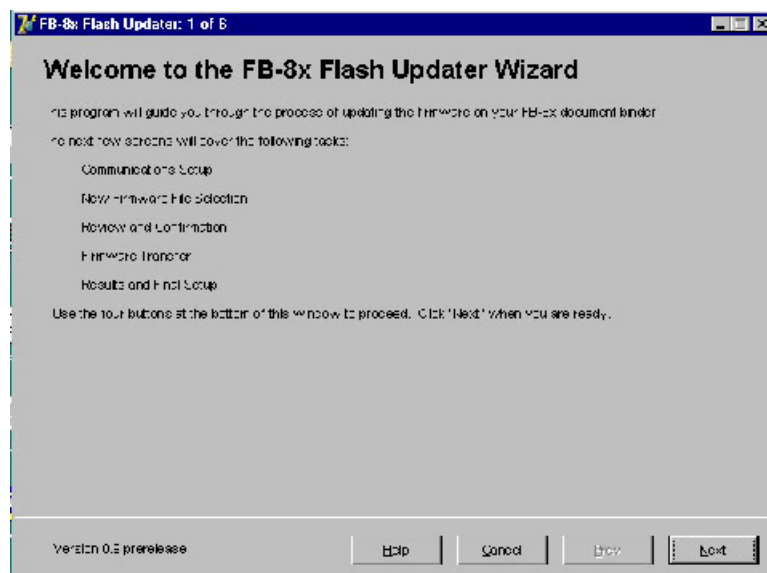 FB-8x Flash Updater: 1 of 6
Welcome to the FB-8x Flash Updater Wizard
This program will guide you through the process of updating the firmware on your FB-8x document binder
The next few screens will cover the following tasks:
Communications Setup
New Firmware File Selection
Review and Confirmation
Firmware Transfer
Results and Final Setup
Use the four buttons at the bottom of this window to proceed. Click "Next" when you are ready.
Version prerelease
Help Cancel Prev Next